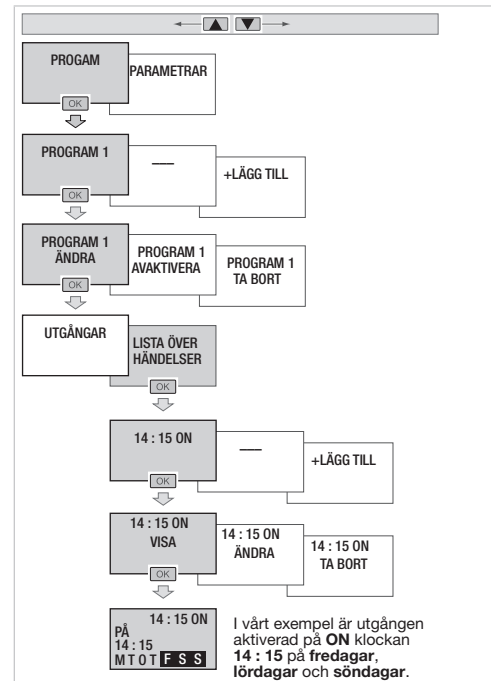 PROGAM
PARAMETRAR
OK
PROGRAM 1
—
+LÄGG TILL
OK
PROGRAM 1
ÄNDRA
PROGRAM 1
AVAKTIVERA
PROGRAM 1
TA BORT
OK
UTGÅNGAR
LISTA ÖVER
HÄNDELSER
OK
14 : 15 ON
—
+LÄGG TILL
OK
14 : 15 ON
VISA
14 : 15 ON
ÄNDRA
14 : 15 ON
TA BORT
OK
14 : 15 ON
PÅ
14 : 15
M T O T F S S
I vårt exempel är utgången
aktiverad på ON klockan
14 : 15 på fredagar,
lördagar och söndagar.